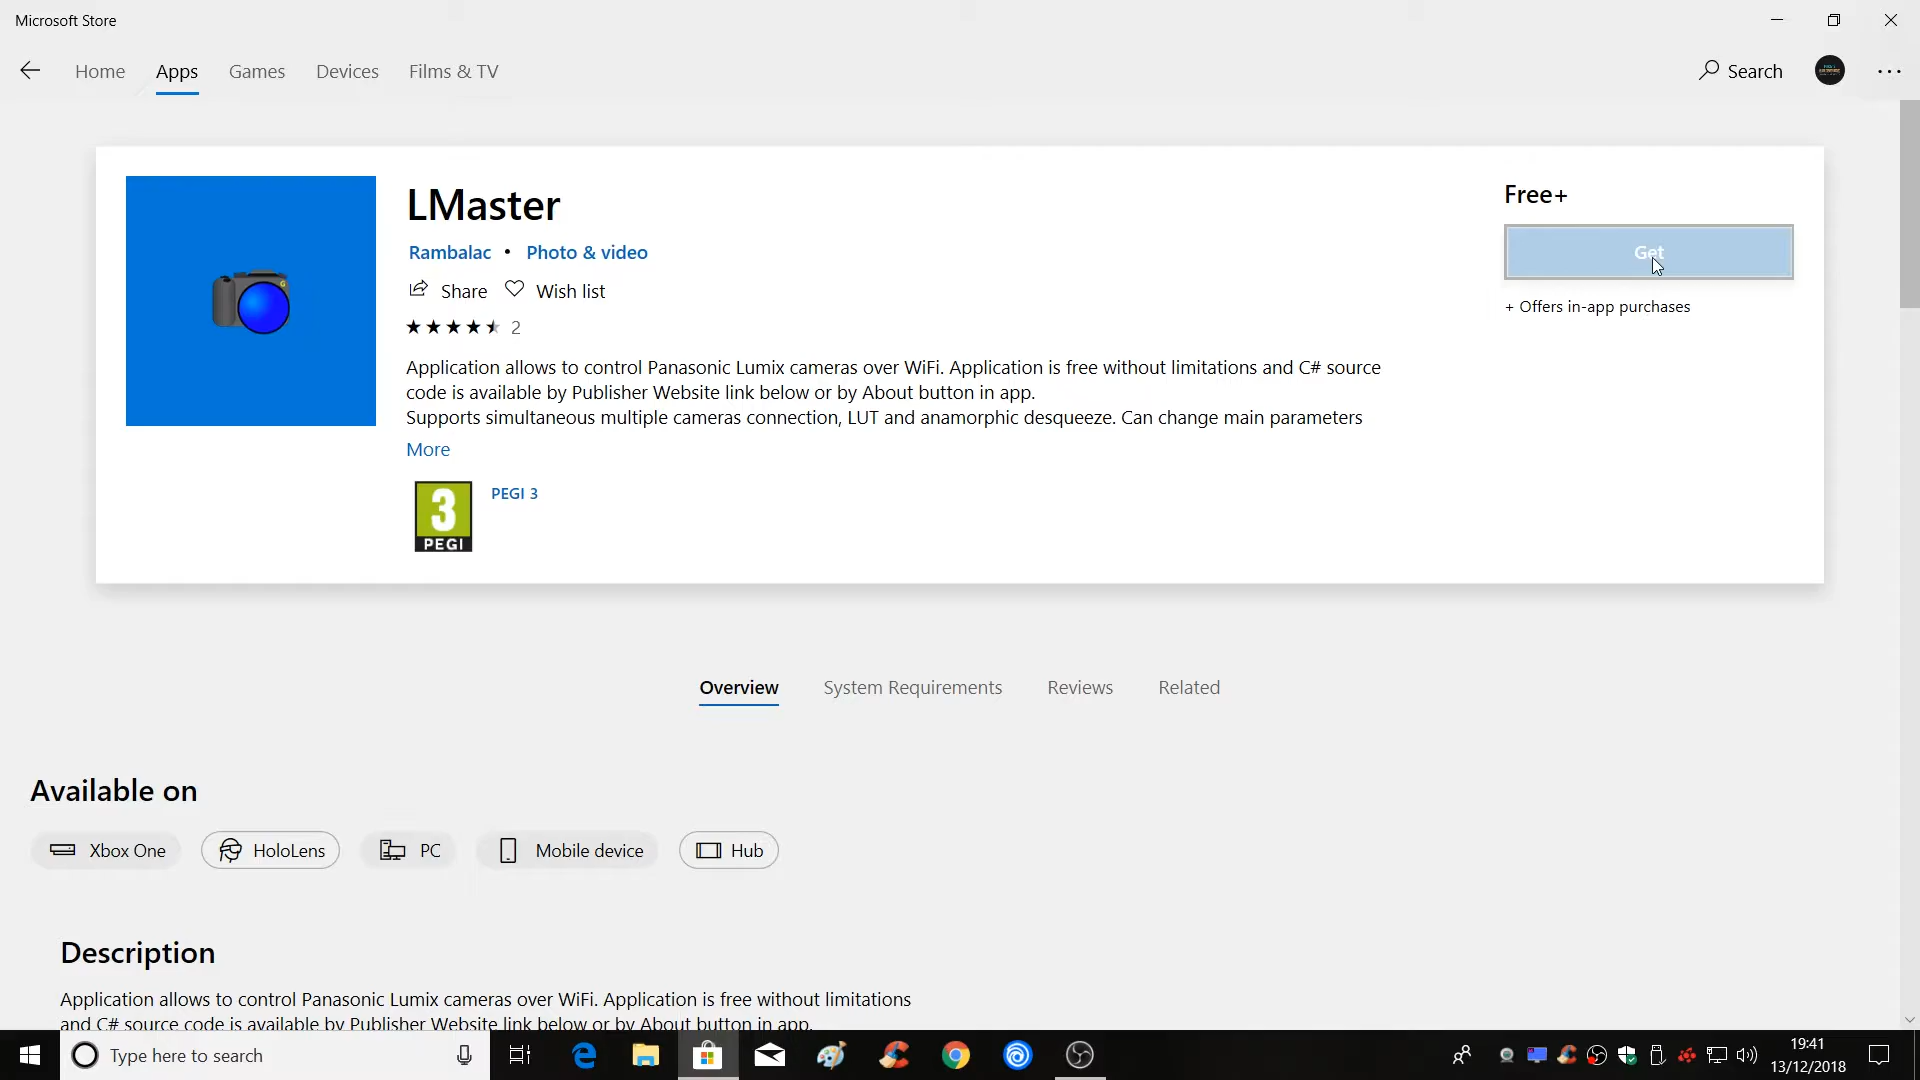 Microsoft Store
Home Apps Games Devices Films & TV Search
LMaster
Rambalac • Photo & video
Share Wish list
2
Application allows to control Panasonic Lumix cameras over WiFi. Application is free without limitations and C# source
code is available by Publisher Website link below or by About button in app.
Supports simultaneous multiple cameras connection, LUT and anamorphic desqueeze. Can change main parameters
More
3
PEGI
PEGI 3
Free+
Get
+ Offers in-app purchases
Overview System Requirements Reviews Related
Available on
Xbox One HoloLens PC Mobile device Hub
Description
Application allows to control Panasonic Lumix cameras over WiFi. Application is free without limitations
and C# source code is available by Publisher Website link below or by About button in app.
Type here to search
19:41
13/12/2018